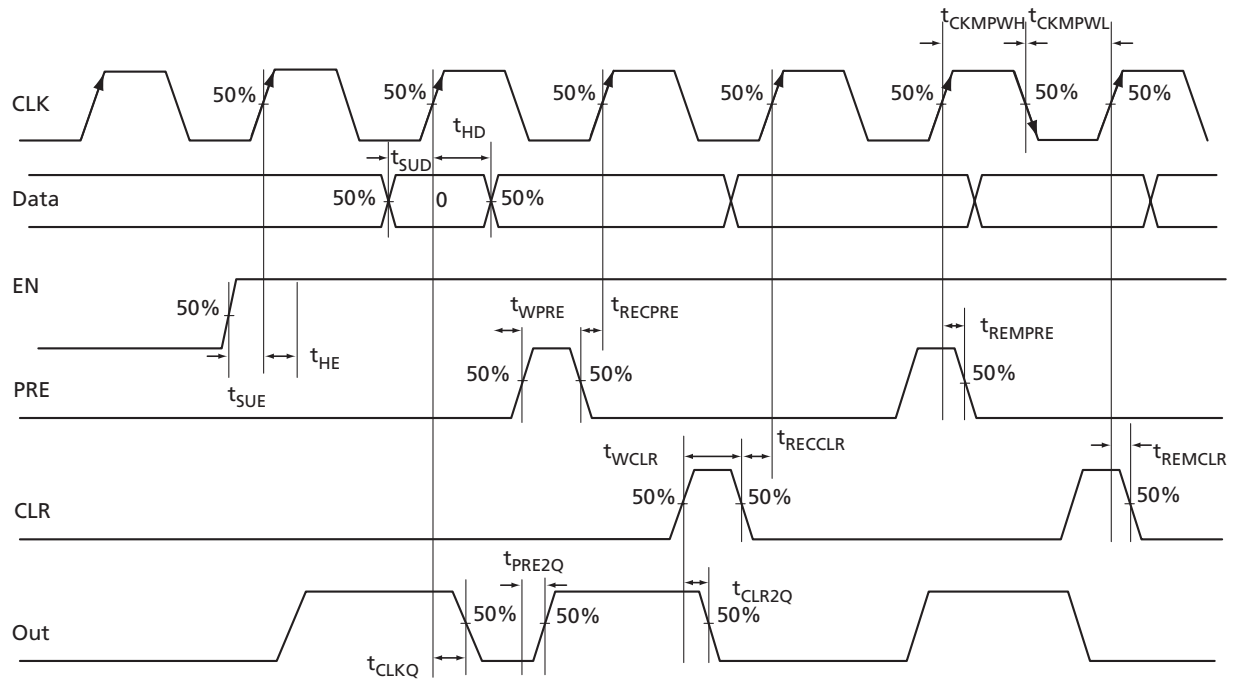 tCKMPWH tCKMPWL
CLK 50% 50% 50% 50% 50% 50% 50%
tHD
tSUD
Data 50% 0 50%
EN
50%
tWPRE tRECPRE tREMPRE
tHE
tSUE
PRE 50% 50% 50%
tWCLR tRECCLR tREMCLR
CLR 50% 50% 50%
tPRE2Q
tCLR2Q
Out 50% 50% 50%
tCLKQ